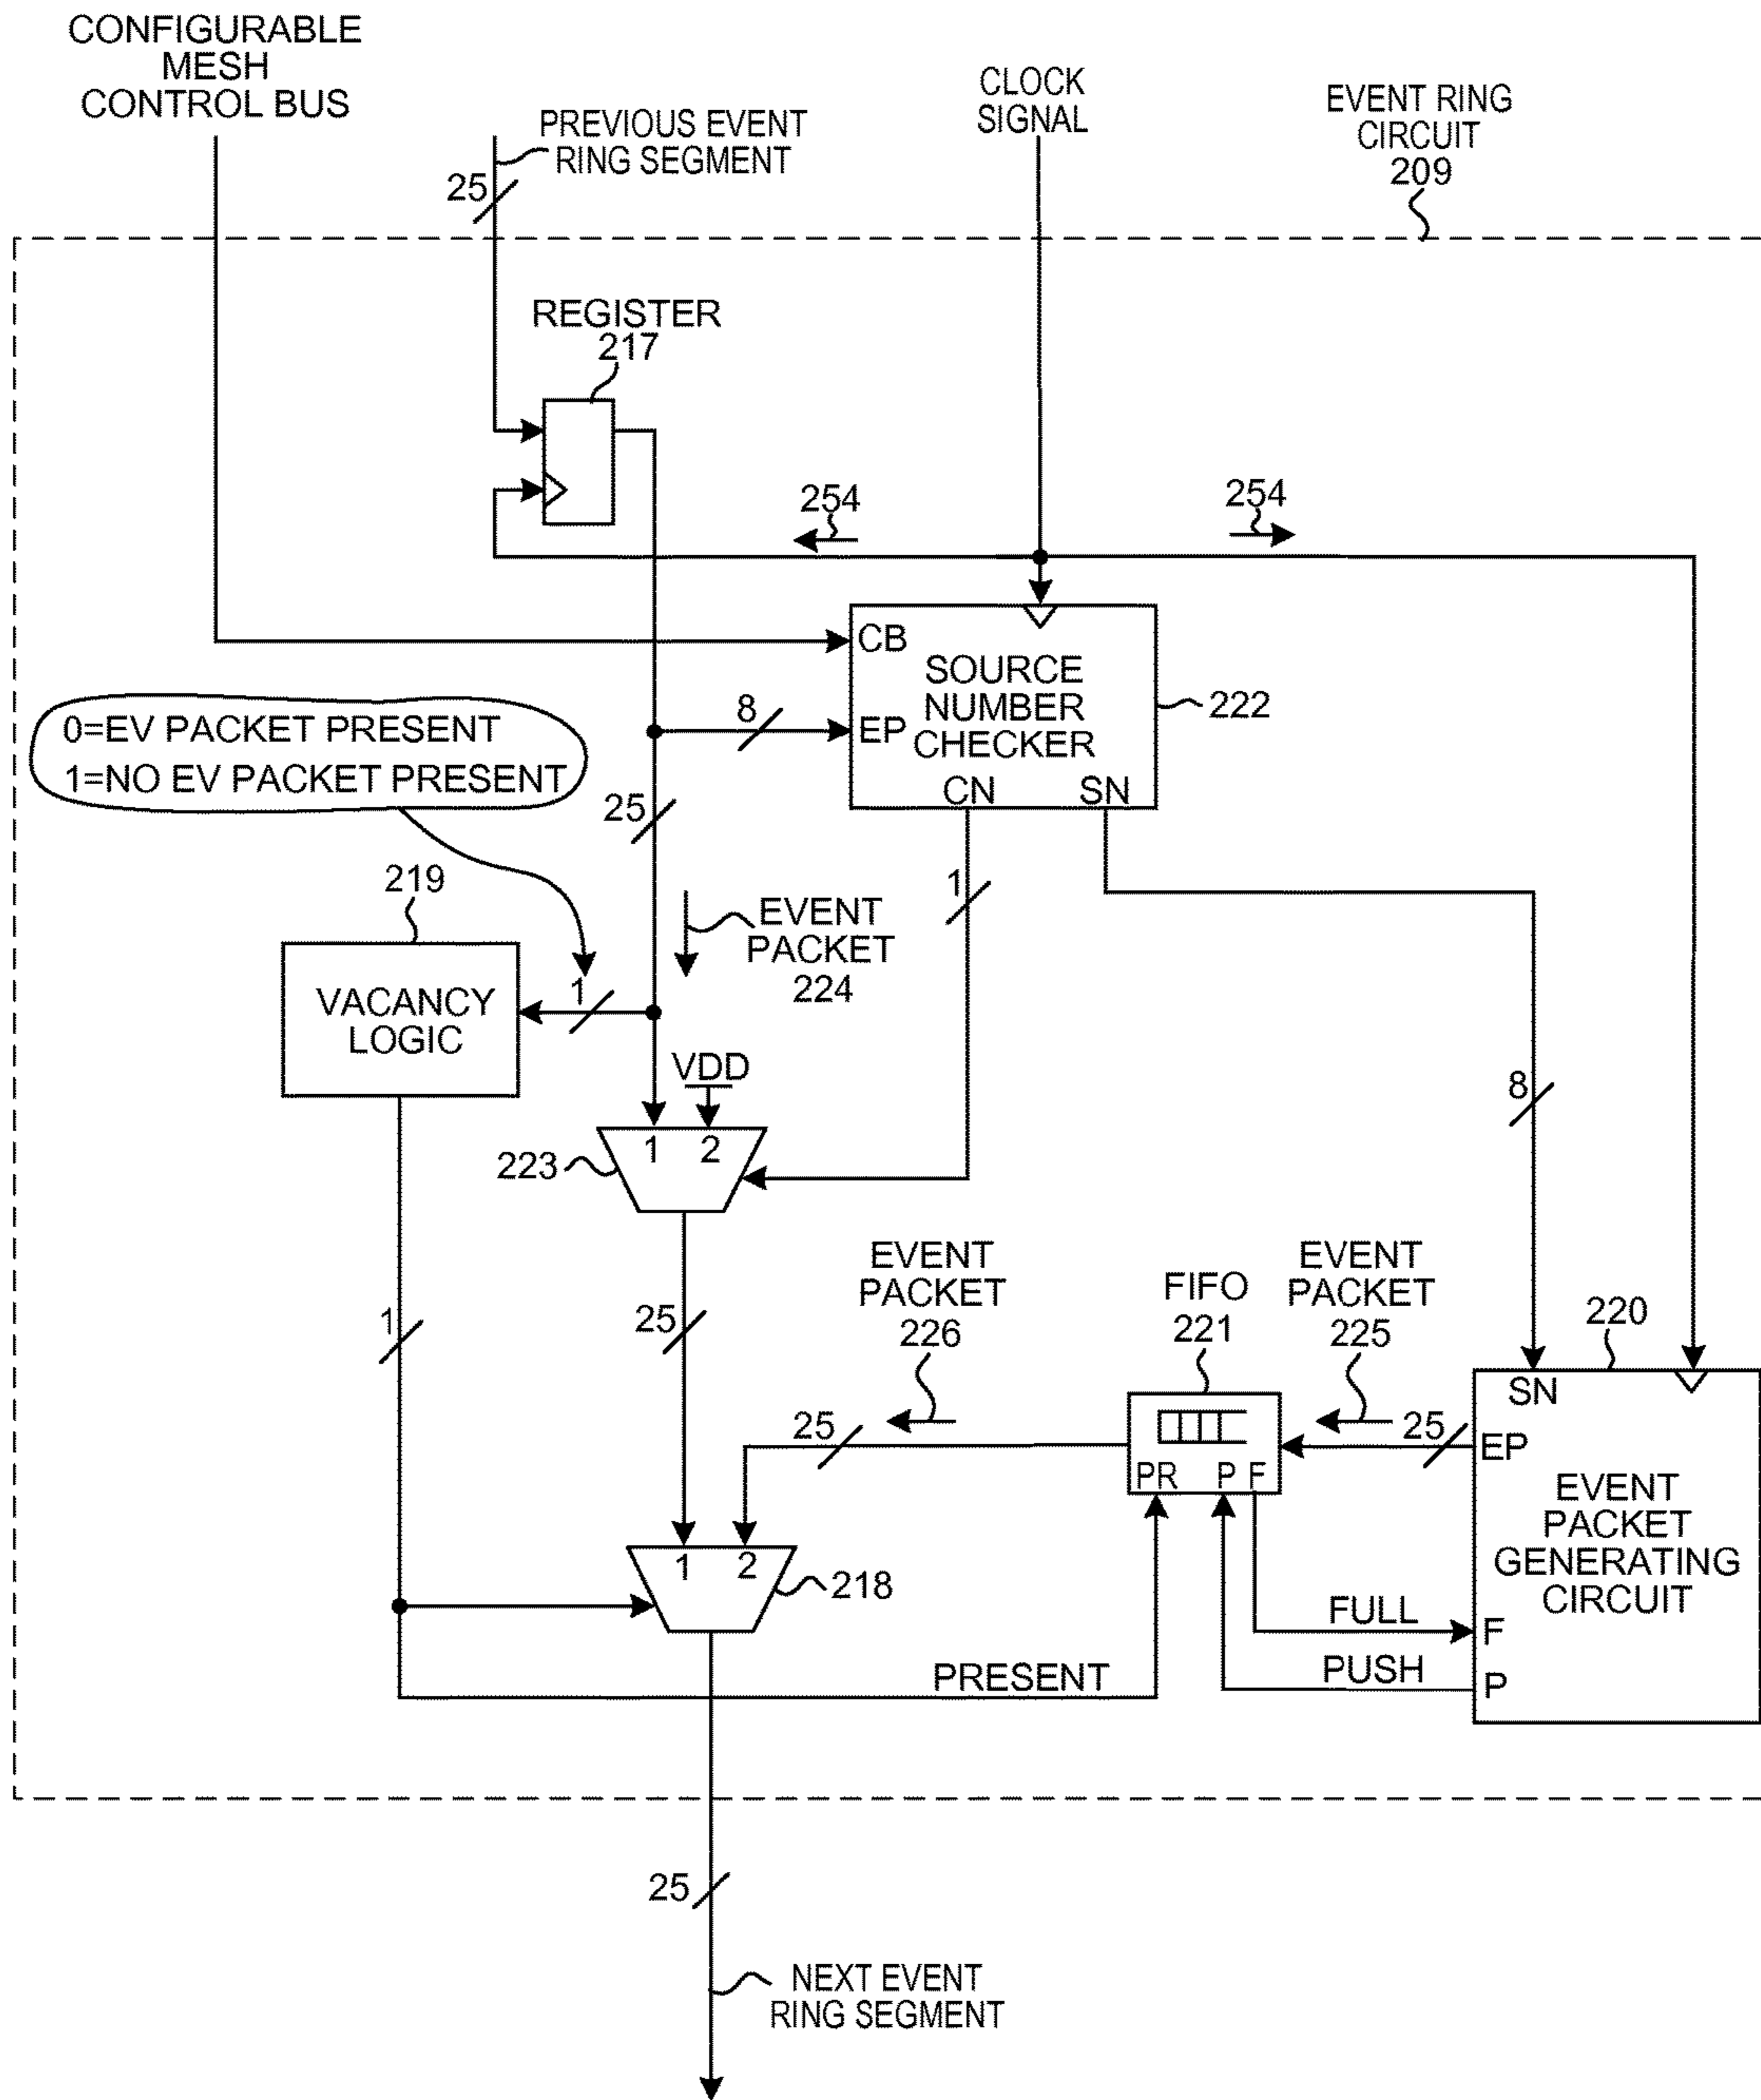 CONFIGURABLE
MESH
CONTROL BUS
PREVIOUS EVENT
RING SEGMENT
25
CLOCK
SIGNAL
EVENT RING
CIRCUIT
209
REGISTER
217
254
254
CB
SOURCE
NUMBER
CHECKER
EP
CN
SN
222
8
0=EV PACKET PRESENT
1=NO EV PACKET PRESENT
25
219
1
EVENT
PACKET
224
1
VACANCY
LOGIC
VDD
1
2
223
8
1
25
EVENT
PACKET
226
FIFO
221
EVENT
PACKET
225
220
SN
25
25
EP
PR
P
F
EVENT
PACKET
GENERATING
CIRCUIT
1
2
218
FULL
F
PRESENT
PUSH
P
25
NEXT EVENT
RING SEGMENT